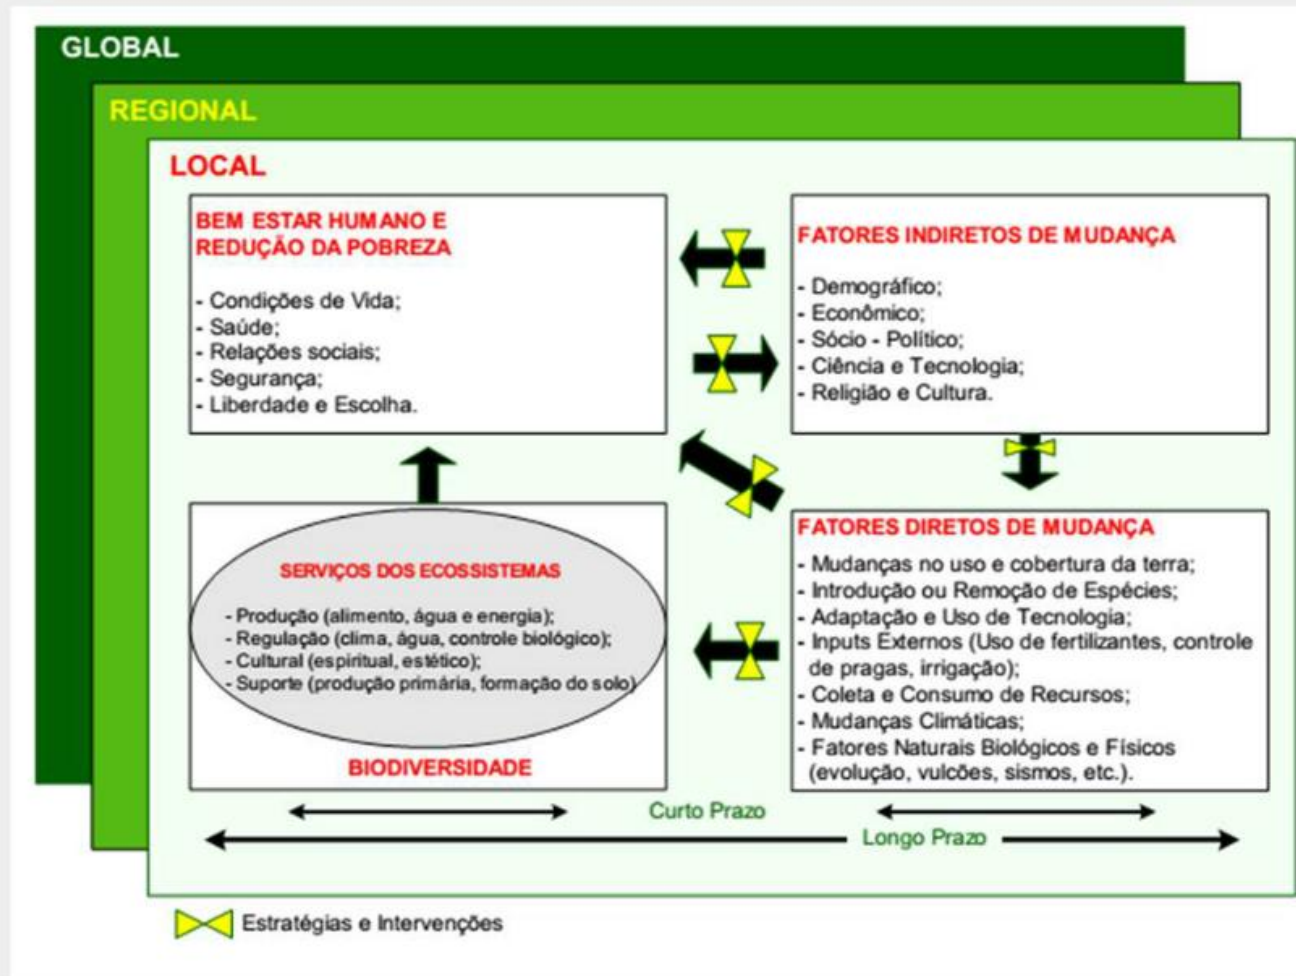 GLOBAL
REGIONAL
LOCAL
BEM ESTAR HUMANO E
REDUÇÃO DA POBREZA
- Condições de Vida;
- Saúde;
- Relações sociais;
- Segurança;
- Liberdade e Escolha.
FATORES INDIRETOS DE MUDANÇA
- Demográfico;
- Econômico;
- Sócio - Político;
- Ciência e Tecnologia;
- Religião e Cultura.
SERVIÇOS DOS ECOSSISTEMAS
- Produção (alimento, água e energia);
- Regulação (clima, água, controle biológico);
- Cultural (espiritual, estético);
- Suporte (produção primária, formação do solo)
BIODIVERSIDADE
FATORES DIRETOS DE MUDANÇA
- Mudanças no uso e cobertura da terra;
- Introdução ou Remoção de Espécies;
- Adaptação e Uso de Tecnologia;
- Inputs Externos (Uso de fertilizantes, controle
de pragas, irrigação);
- Coleta e Consumo de Recursos;
- Mudanças Climáticas;
- Fatores Naturais Biológicos e Físicos
(evolução, vulcões, sismos, etc.).
Curto Prazo
Longo Prazo
Estratégias e Intervenções